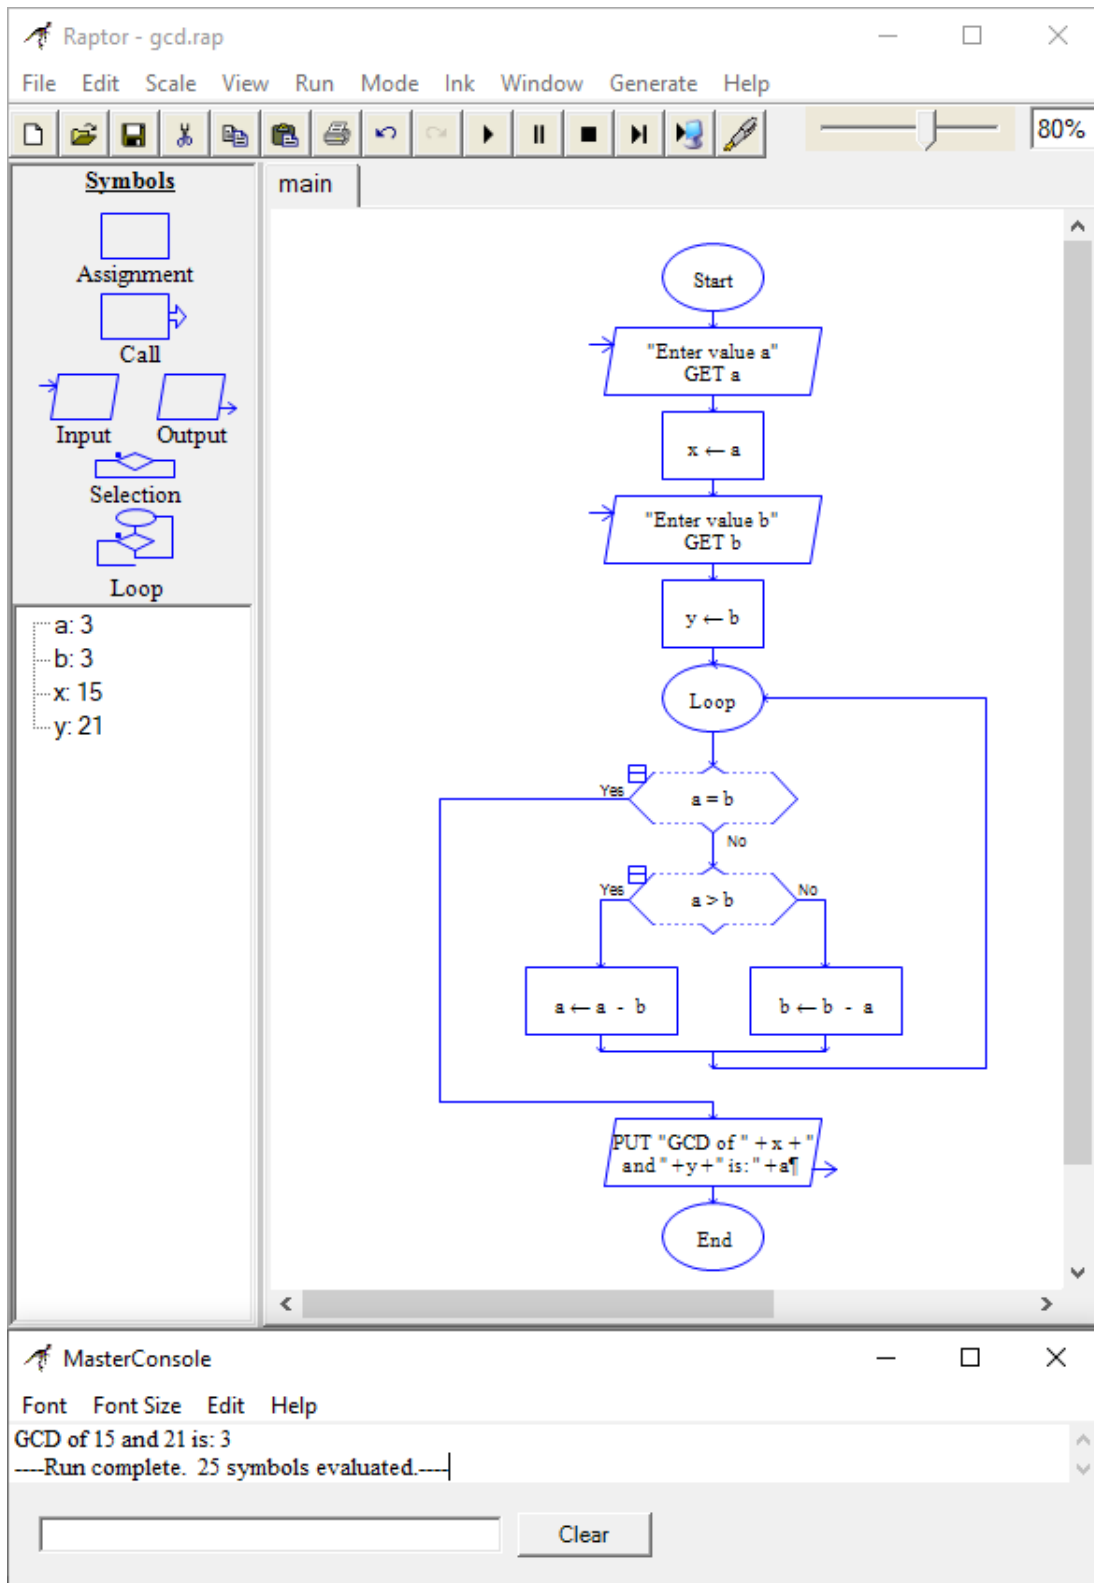 Raptor - gcd.rap
File Edit Scale View Run Mode Ink Window Generate Help
80%
Symbols
Assignment
Call
Input Output
Selection
Loop
a: 3
b: 3
x: 15
y: 21
main
Start
"Enter value a"
GET a
x ← a
"Enter value b"
GET b
y ← b
Loop
Yes
a = b
No
Yes
a > b
No
a ← a - b
b ← b - a
PUT "GCD of " + x + "
and " + y + " is: " + a¶
End
MasterConsole
Font Font Size Edit Help
GCD of 15 and 21 is: 3
----Run complete. 25 symbols evaluated.----
Clear